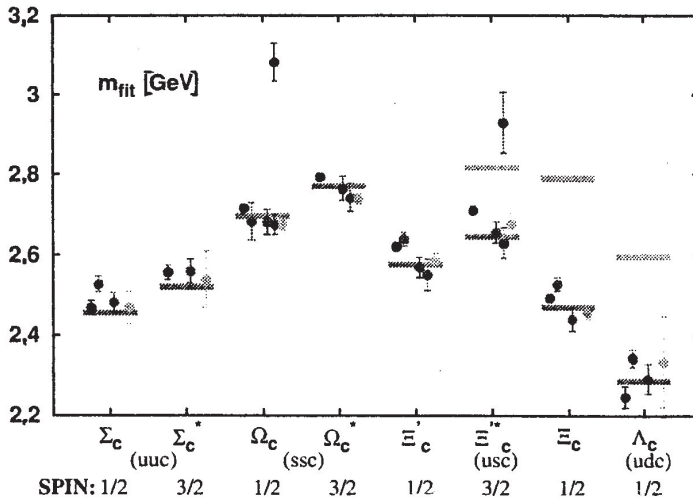 3,2
m_fit [GeV]
3
2,8
2,6
2,4
2,2
Σc Σc* Ωc Ωc* Ξ'c Ξ'*c Ξc Λc
(uuc) (ssc) (usc) (udc)
SPIN: 1/2 3/2 1/2 3/2 1/2 3/2 1/2 1/2